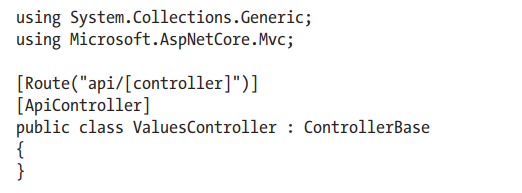 using System.Collections.Generic;
using Microsoft.AspNetCore.Mvc;

[Route("api/[controller]")]
[ApiController]
public class ValuesController : ControllerBase
{
}